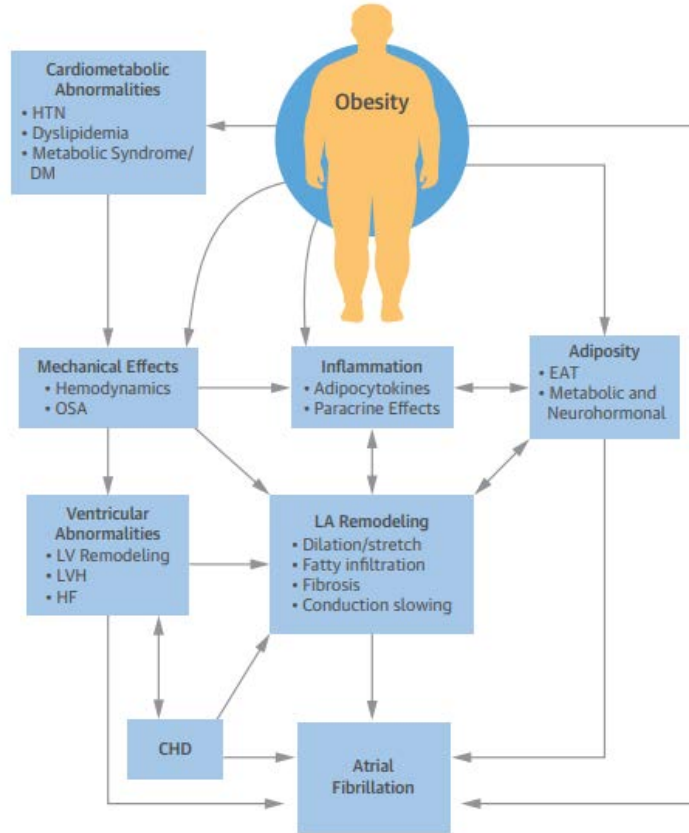 Cardiometabolic
Abnormalities
• HTN
• Dyslipidemia
• Metabolic Syndrome/
DM
Obesity
Mechanical Effects
• Hemodynamics
• OSA
Inflammation
• Adipocytokines
• Paracrine Effects
Adiposity
• EAT
• Metabolic and
Neurohormonal
Ventricular
Abnormalities
• LV Remodeling
• LVH
• HF
LA Remodeling
• Dilation/stretch
• Fatty infiltration
• Fibrosis
• Conduction slowing
CHD
Atrial
Fibrillation